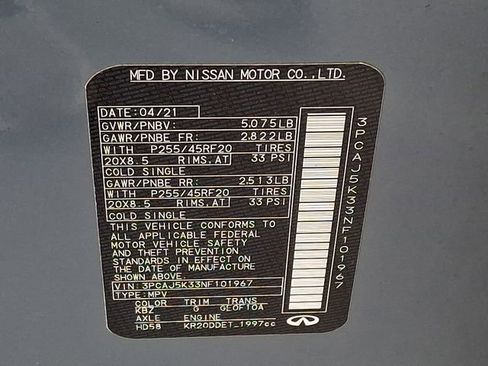 MFD BY NISSAN MOTOR CO.,LTD.
DATE: 04/21
GVWR/PNBV: 5,075LB
GAWR/PNBE FR: 2,822LB
WITH P255/45RF20 TIRES
20X8.5 RIMS.AT 33 PSI
COLD SINGLE
GAWR/PNBE RR: 2,513LB
WITH P255/45RF20 TIRES
20X8.5 RIMS.AT 33 PSI
COLD SINGLE
THIS VEHICLE CONFORMS TO
ALL APPLICABLE FEDERAL
MOTOR VEHICLE SAFETY
AND THEFT PREVENTION
STANDARDS IN EFFECT ON
THE DATE OF MANUFACTURE
SHOWN ABOVE.
VIN: 3PCAJ5K33NF101967
TYPE: MPV
COLOR TRIM TRANS
KBZ G GE0F10A
AXLE ENGINE
HD58 KR20DDET 1997cc
3PCAJ5K33NF101967